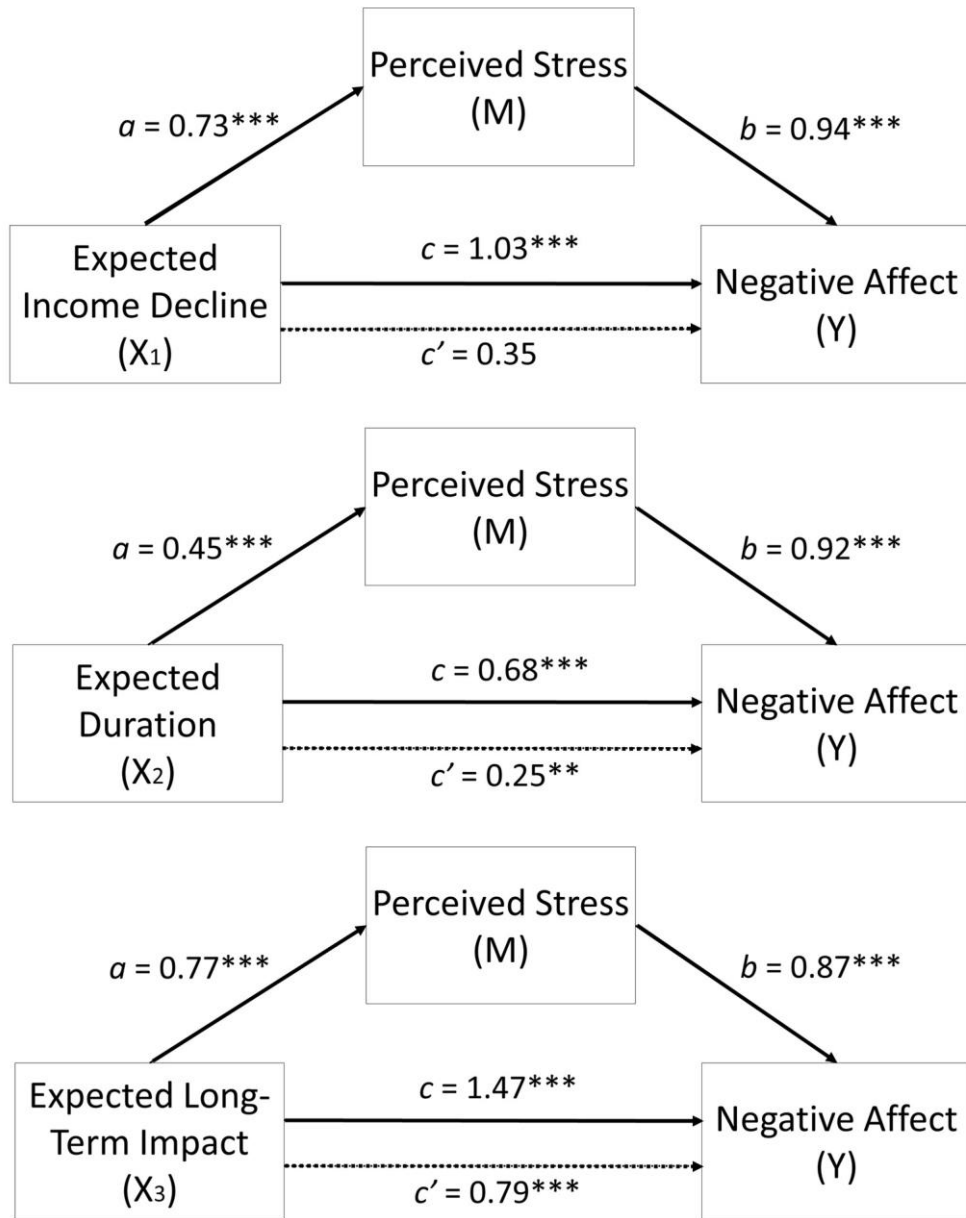 Perceived Stress
(M)
a = 0.73***
b = 0.94***
Expected
Income Decline
(X1)
c = 1.03***
c’ = 0.35
Negative Affect
(Y)
Perceived Stress
(M)
a = 0.45***
b = 0.92***
Expected
Duration
(X2)
c = 0.68***
c’ = 0.25**
Negative Affect
(Y)
Perceived Stress
(M)
a = 0.77***
b = 0.87***
Expected Long-
Term Impact
(X3)
c = 1.47***
c’ = 0.79***
Negative Affect
(Y)